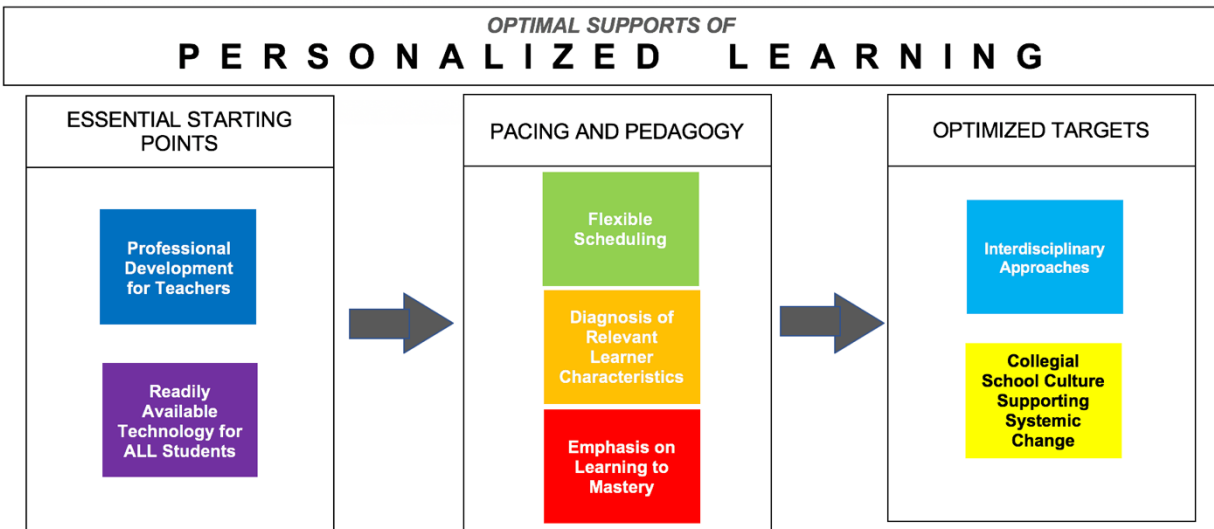 OPTIMAL SUPPORTS OF
PERSONALIZED LEARNING
ESSENTIAL STARTING
POINTS
Professional
Development
for Teachers
Readily
Available
Technology for
ALL Students
PACING AND PEDAGOGY
Flexible
Scheduling
Diagnosis of
Relevant
Learner
Characteristics
Emphasis on
Learning to
Mastery
OPTIMIZED TARGETS
Interdisciplinary
Approaches
Collegial
School Culture
Supporting
Systemic
Change